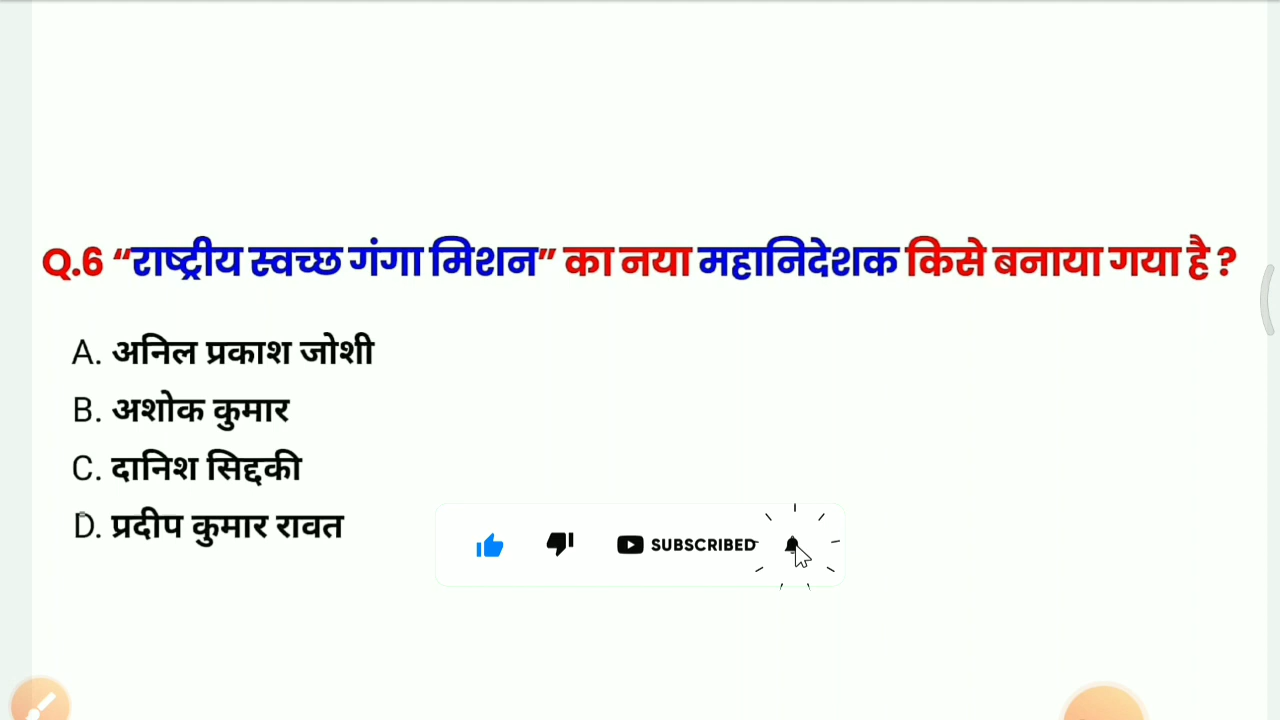 Q.6 “राष्ट्रीय स्वच्छ गंगा मिशन” का नया महानिदेशक किसे बनाया गया है ?
A. अनिल प्रकाश जोशी
B. अशोक कुमार
C. दानिश सिद्दकी
D. प्रदीप कुमार रावत
SUBSCRIBED